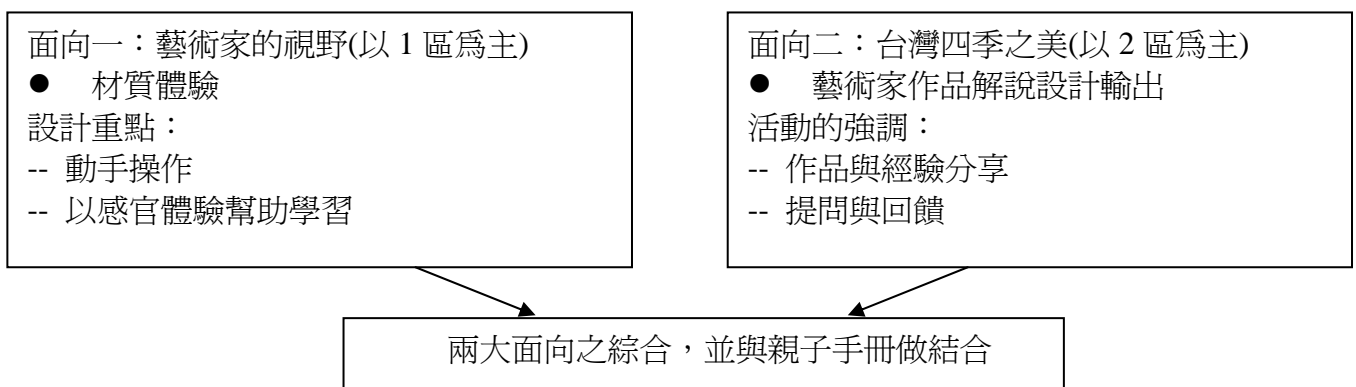 面向一：藝術家的視野(以 1 區為主)
● 材質體驗
設計重點：
-- 動手操作
-- 以感官體驗幫助學習
面向二：台灣四季之美(以 2 區為主)
● 藝術家作品解說設計輸出
活動的強調：
-- 作品與經驗分享
-- 提問與回饋
兩大面向之綜合，並與親子手冊做結合